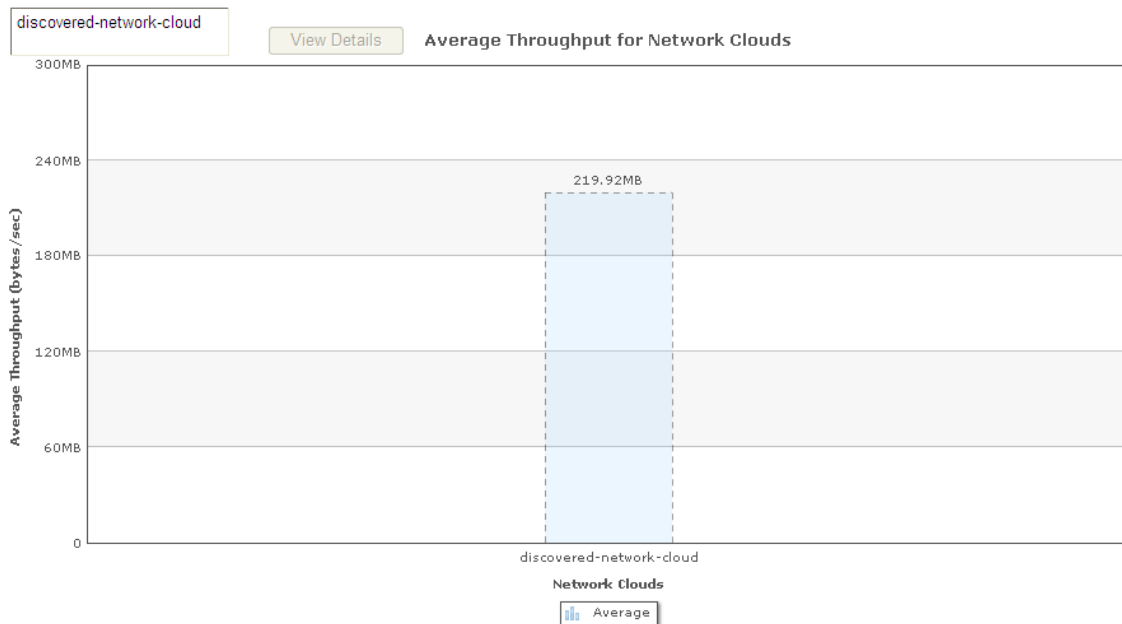 discovered-network-cloud
View Details
Average Throughput for Network Clouds
300MB
240MB
180MB
120MB
60MB
0
Average Throughput (bytes/sec)
219.92MB
discovered-network-cloud
Network Clouds
Average